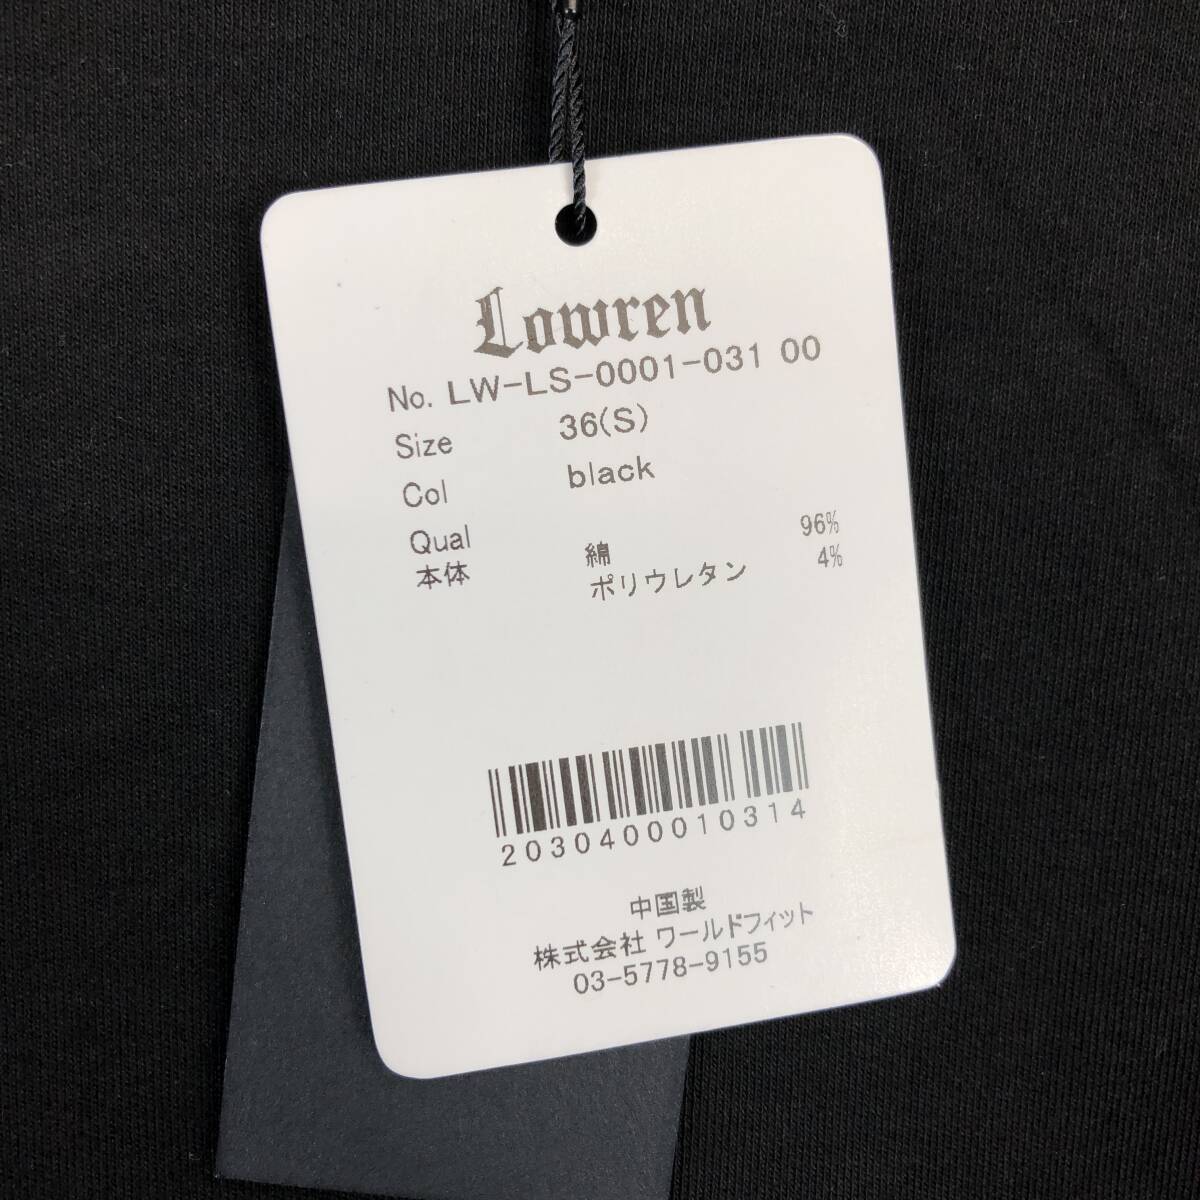 Lowren
No. LW-LS-0001-031 00
Size 36(S)
Col black
Qual
本体 綿 96%
ポリウレタン 4%
2030400010314
中国製
株式会社 ワールドフィット
03-5778-9155